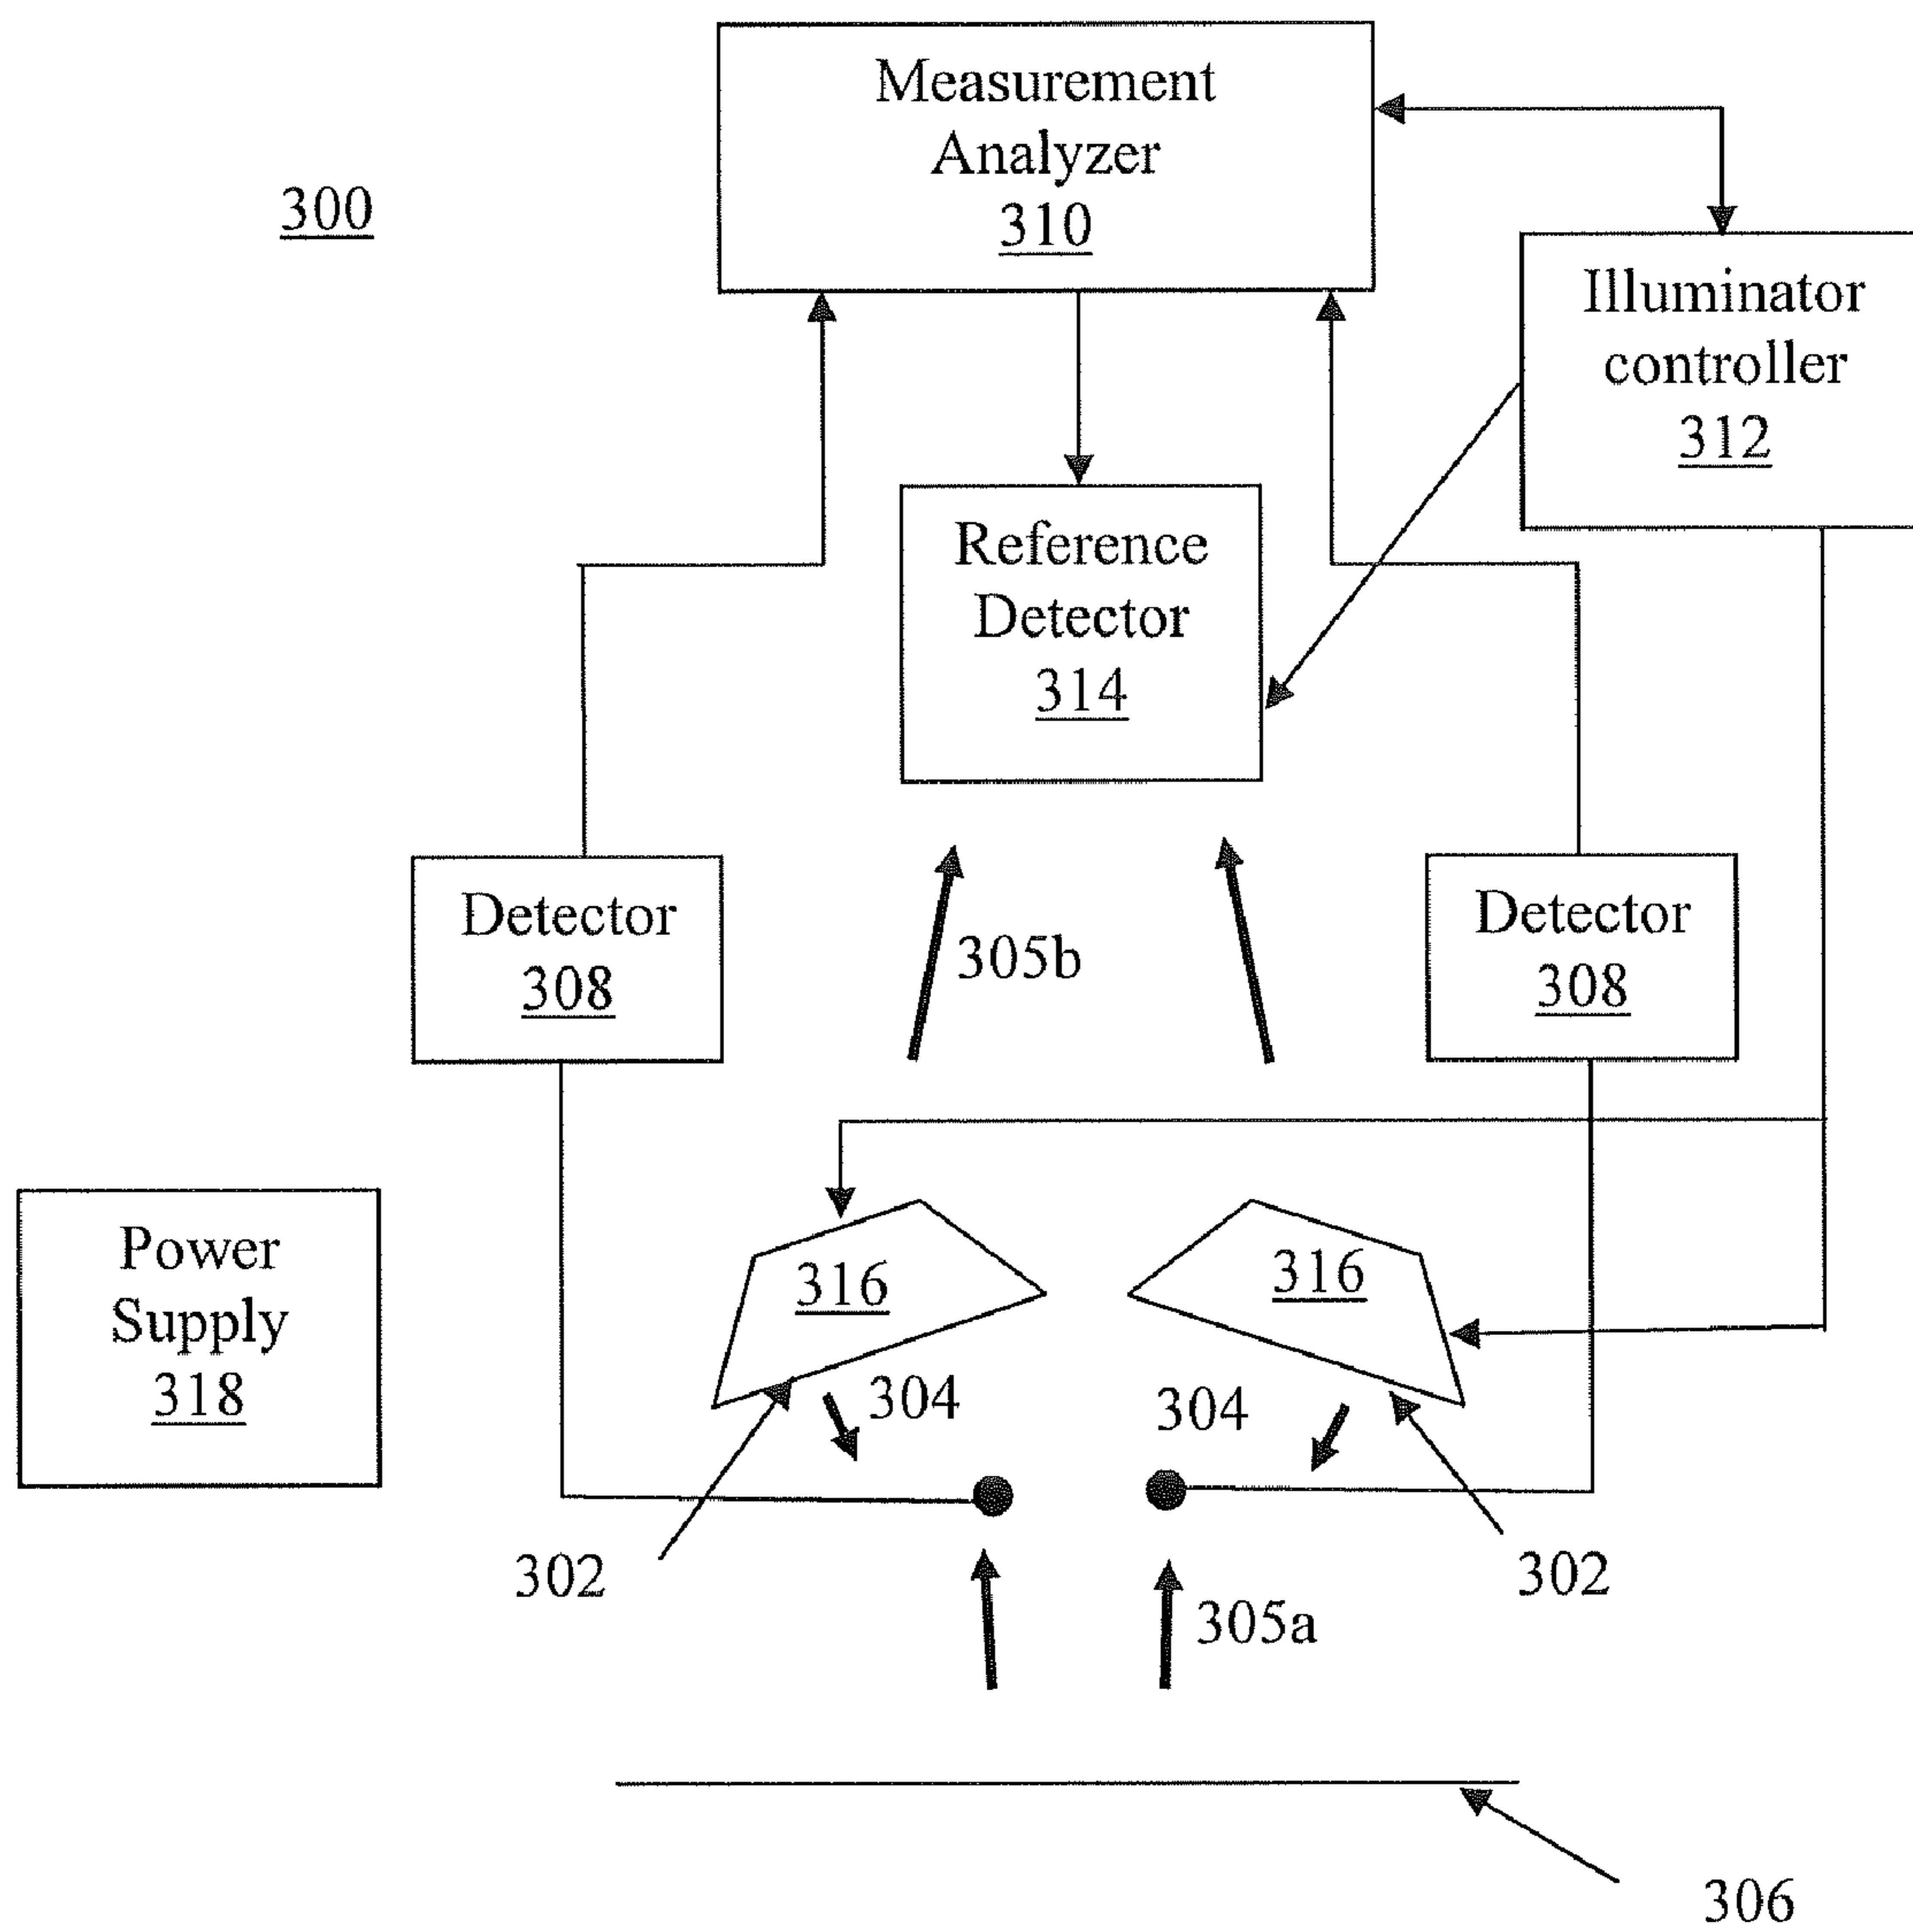 Measurement
Analyzer
310
300
Illuminator
controller
312
Reference
Detector
314
Detector
308
305b
Detector
308
Power
Supply
318
316
316
304
304
302
302
305a
306